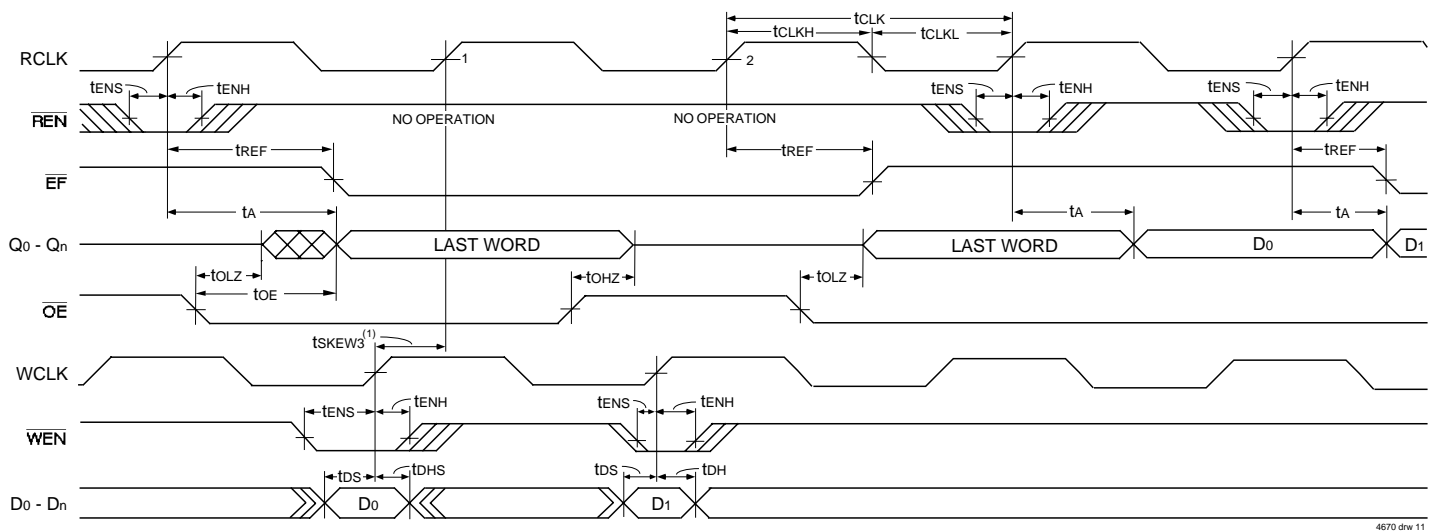 tCLK
tCLKH tCLKL
RCLK 1 2
tENS tENH tENS tENH tENS tENH
REN NO OPERATION NO OPERATION
tREF tREF tREF
EF
tA tA tA
Q0 - Qn LAST WORD LAST WORD D0 D1
tOLZ tOHZ tOLZ
tOE
OE
tSKEW3(1)
WCLK
tENS tENH tENS tENH
WEN
tDS tDHS tDS tDH
D0 - Dn D0 D1
4670 drw 11